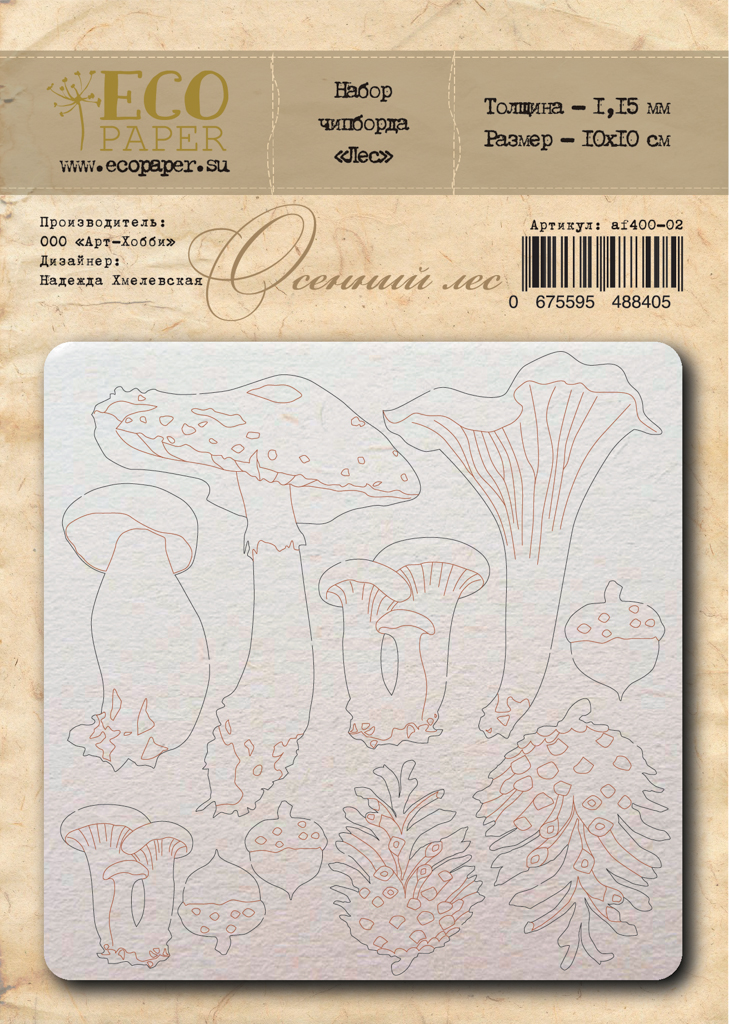 ECO
PAPER
www.ecopaper.su
Набор
чипборда
«Лес»
Толщина – 1,15 мм
Размер – 10х10 см
Производитель:
ООО «Арт-Хобби»
Дизайнер:
Надежда Хмелевская
Осенний лес
Артикул: af400-02
0 675595 488405